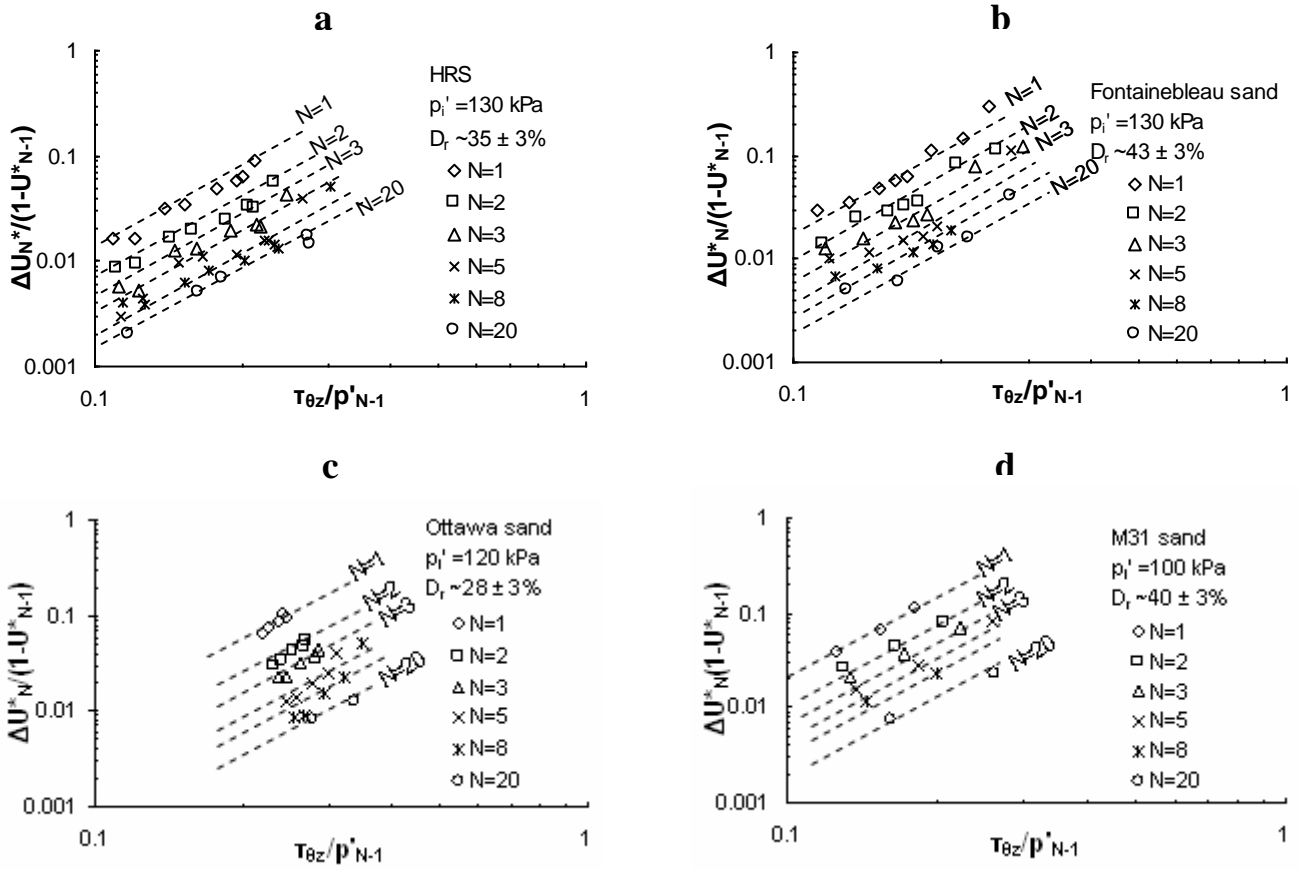 a
1
0.1
0.01
0.001
0.1
1
ΔU_N*/(1-U*_N-1)
τθz/p'_N-1
HRS
p_i' =130 kPa
D_r ~35 ± 3%
N=1
N=2
N=3
N=5
N=8
N=20
N=1
N=2
N=3
N=20
b
1
0.1
0.01
0.001
0.1
1
ΔU*_N/(1-U*_N-1)
τθz/p'_N-1
Fontainebleau sand
p_i' =130 kPa
D_r ~43 ± 3%
N=1
N=2
N=3
N=5
N=8
N=20
N=1
N=2
N=3
N=20
c
1
0.1
0.01
0.001
0.1
1
ΔU*_N/(1-U*_N-1)
τθz/p'_N-1
Ottawa sand
p_i' =120 kPa
D_r ~28 ± 3%
N=1
N=2
N=3
N=5
N=8
N=20
N=1
N=2
N=3
N=20
d
1
0.1
0.01
0.001
0.1
1
ΔU*_N(1-U*_N-1)
τθz/p'_N-1
M31 sand
p_i' =100 kPa
D_r ~40 ± 3%
N=1
N=2
N=3
N=5
N=8
N=20
N=1
N=2
N=3
N=20